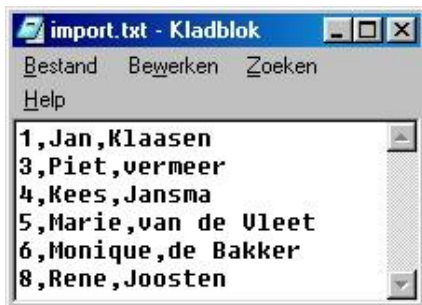 import.txt - Kladblok
Bestand Bewerken Zoeken
Help
1,Jan,Klaasen
3,Piet,vermeer
4,Kees,Jansma
5,Marie,van de Vleet
6,Monique,de Bakker
8,Rene,Joosten